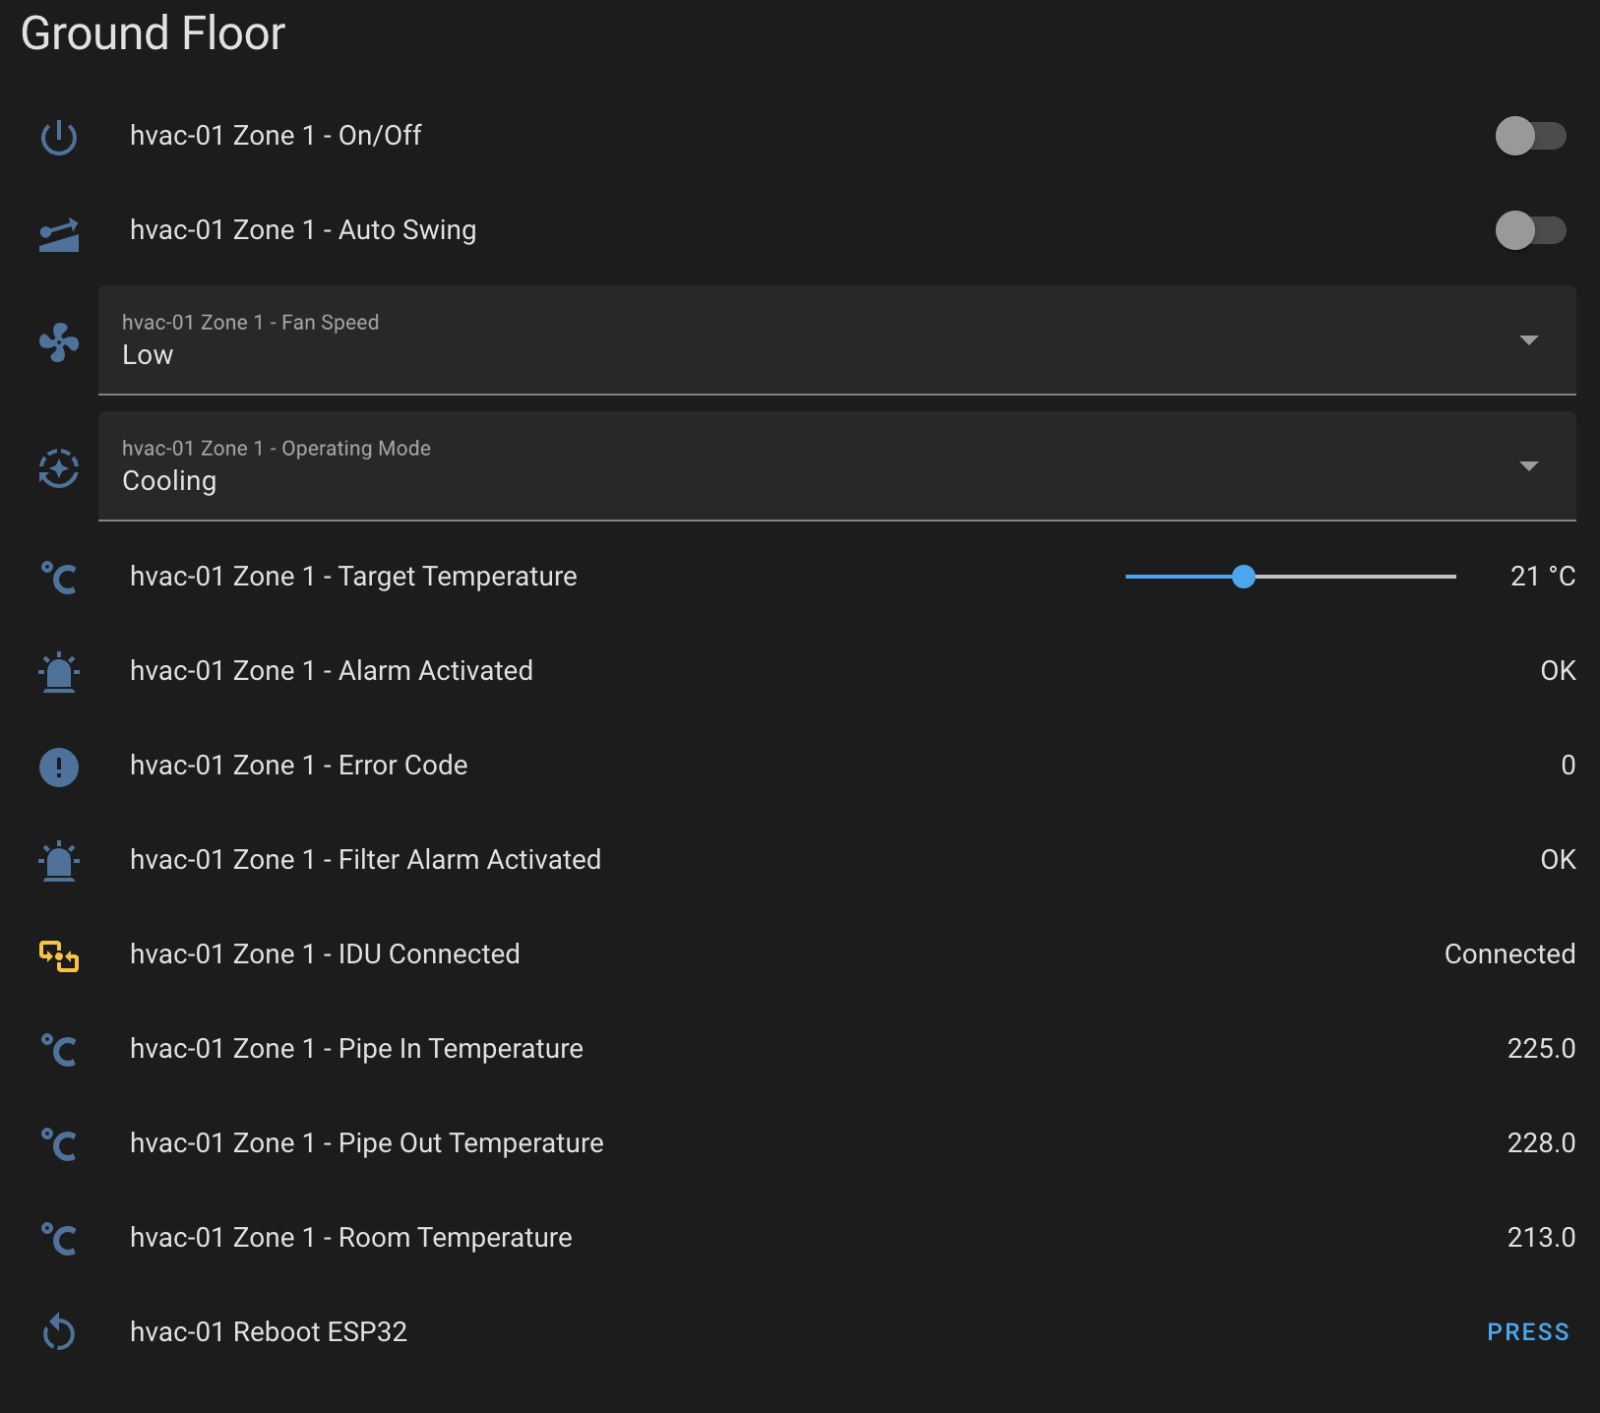 Ground Floor
hvac-01 Zone 1 - On/Off
hvac-01 Zone 1 - Auto Swing
hvac-01 Zone 1 - Fan Speed
Low
hvac-01 Zone 1 - Operating Mode
Cooling
hvac-01 Zone 1 - Target Temperature 21 °C
hvac-01 Zone 1 - Alarm Activated OK
hvac-01 Zone 1 - Error Code 0
hvac-01 Zone 1 - Filter Alarm Activated OK
hvac-01 Zone 1 - IDU Connected Connected
hvac-01 Zone 1 - Pipe In Temperature 225.0
hvac-01 Zone 1 - Pipe Out Temperature 228.0
hvac-01 Zone 1 - Room Temperature 213.0
hvac-01 Reboot ESP32 PRESS